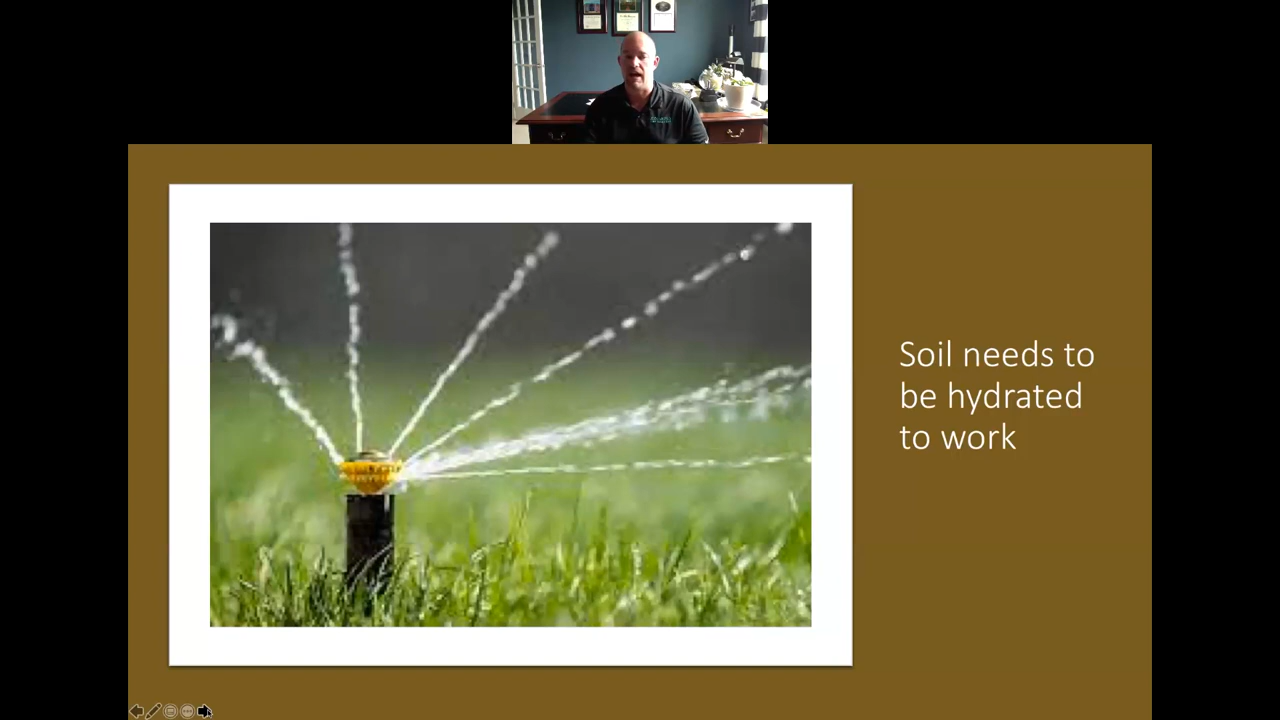 Soil needs to
be hydrated
to work